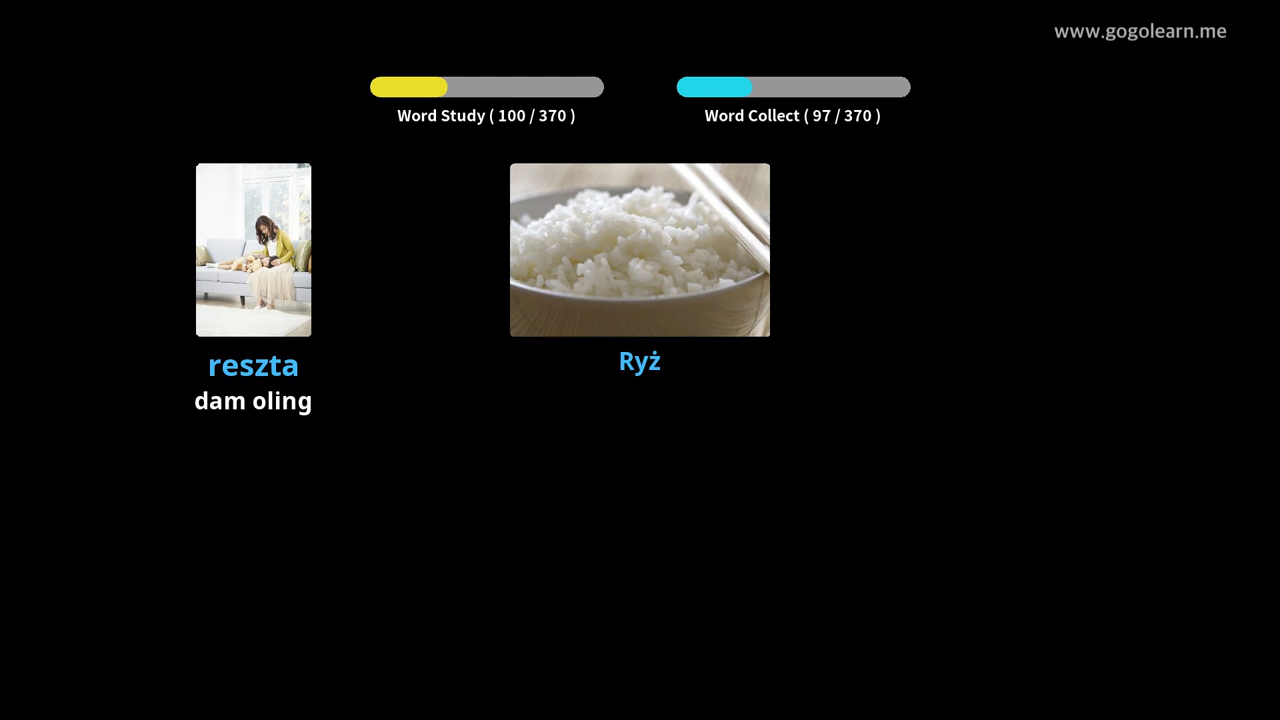 www.gogolearn.me
Word Study ( 100 / 370 )
Word Collect ( 97 / 370 )
reszta
dam oling
Ryż